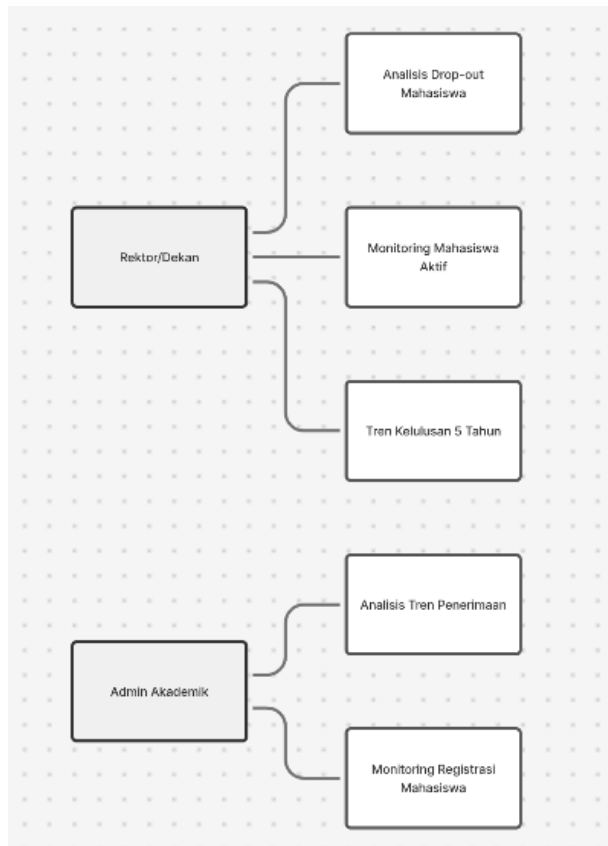 Analisis Drop-out
Mahasiswa
Rektor/Dekan
Monitoring Mahasiswa
Aktif
Tren Kelulusan 5 Tahun
Analisis Tren Penerimaan
Admin Akademik
Monitoring Registrasi
Mahasiswa